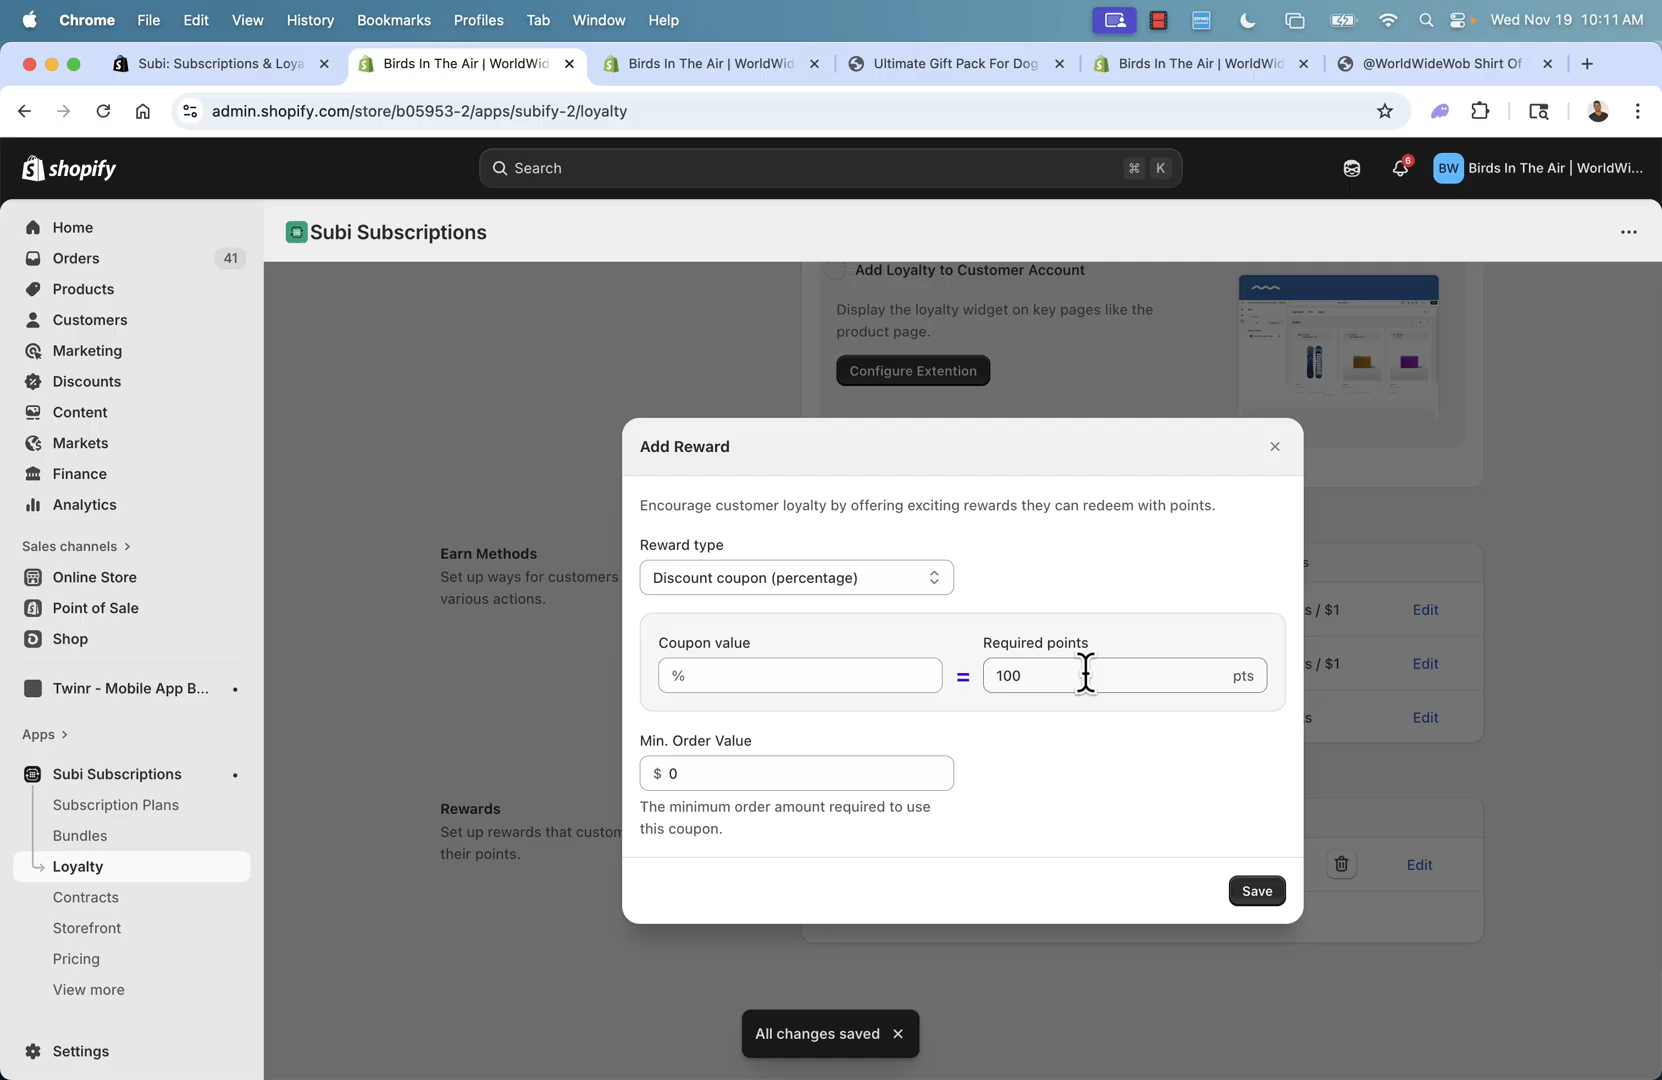 Chrome File Edit View History Bookmarks Profiles Tab Window Help Wed Nov 19 10:11 AM
Subi: Subscriptions & Loya
Birds In The Air | WorldWid
Birds In The Air | WorldWid
Ultimate Gift Pack For Dog
Birds In The Air | WorldWid
@WorldWideWob Shirt Of
admin.shopify.com/store/b05953-2/apps/subify-2/loyalty
shopify
Search
⌘ K
6
BW
Birds In The Air | WorldWi...
Home
Orders 41
Products
Customers
Marketing
Discounts
Content
Markets
Finance
Analytics
Sales channels
Online Store
Point of Sale
Shop
Twinr - Mobile App B...
Apps
Subi Subscriptions
Subscription Plans
Bundles
Loyalty
Contracts
Storefront
Pricing
View more
Settings
Subi Subscriptions
Add Loyalty to Customer Account
Display the loyalty widget on key pages like the
product page.
Configure Extention
Earn Methods
Set up ways for customers
various actions.
s
s / $1 Edit
s / $1 Edit
s Edit
Rewards
Set up rewards that custom
their points.
Edit
Add Reward
Encourage customer loyalty by offering exciting rewards they can redeem with points.
Reward type
Discount coupon (percentage)
Coupon value Required points
% = 100 pts
Min. Order Value
$ 0
The minimum order amount required to use
this coupon.
Save
All changes saved